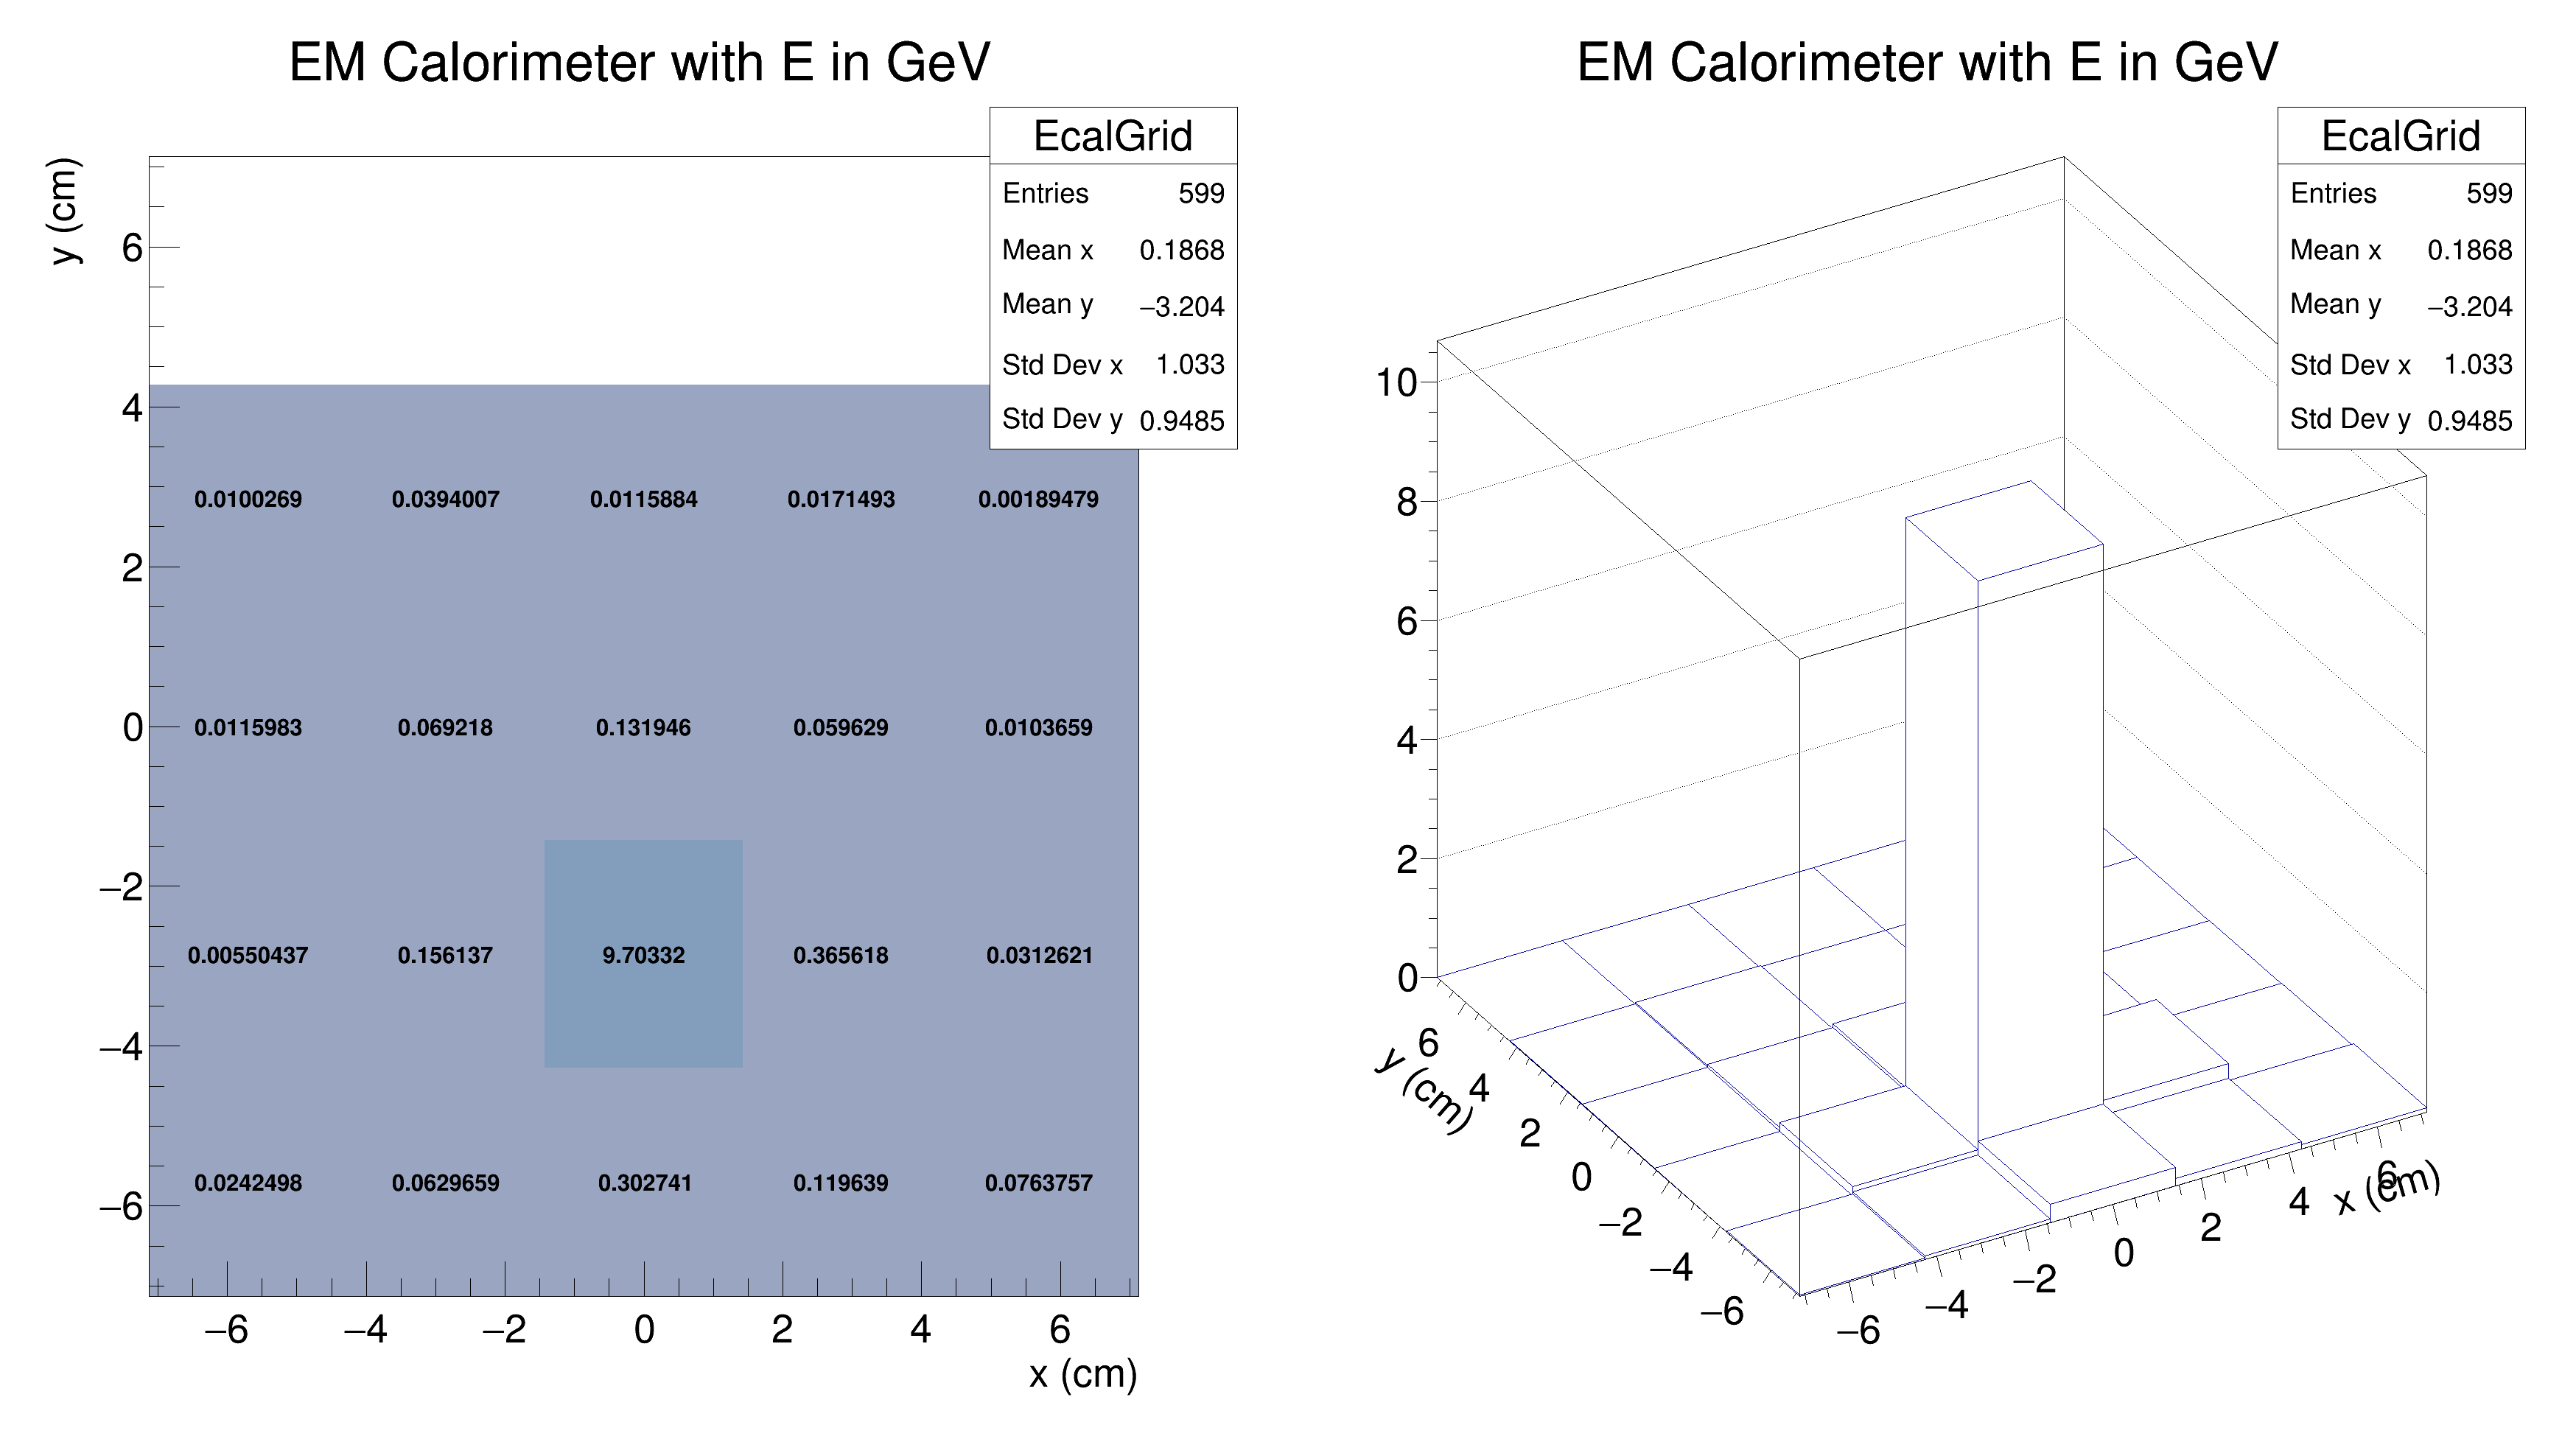 EM Calorimeter with E in GeV
EcalGrid
Entries 599
Mean x 0.1868
Mean y −3.204
Std Dev x 1.033
Std Dev y 0.9485
y (cm)
6
4
2
0
−2
−4
−6
0.0100269 0.0394007 0.0115884 0.0171493 0.00189479
0.0115983 0.069218 0.131946 0.059629 0.0103659
0.00550437 0.156137 9.70332 0.365618 0.0312621
0.0242498 0.0629659 0.302741 0.119639 0.0763757
−6 −4 −2 0 2 4 6
x (cm)
EM Calorimeter with E in GeV
EcalGrid
Entries 599
Mean x 0.1868
Mean y −3.204
Std Dev x 1.033
Std Dev y 0.9485
10
8
6
4
2
0
y (cm)
6
4
2
0
−2
−4
−6
−6
−4
−2
0
2
4
6
x (cm)